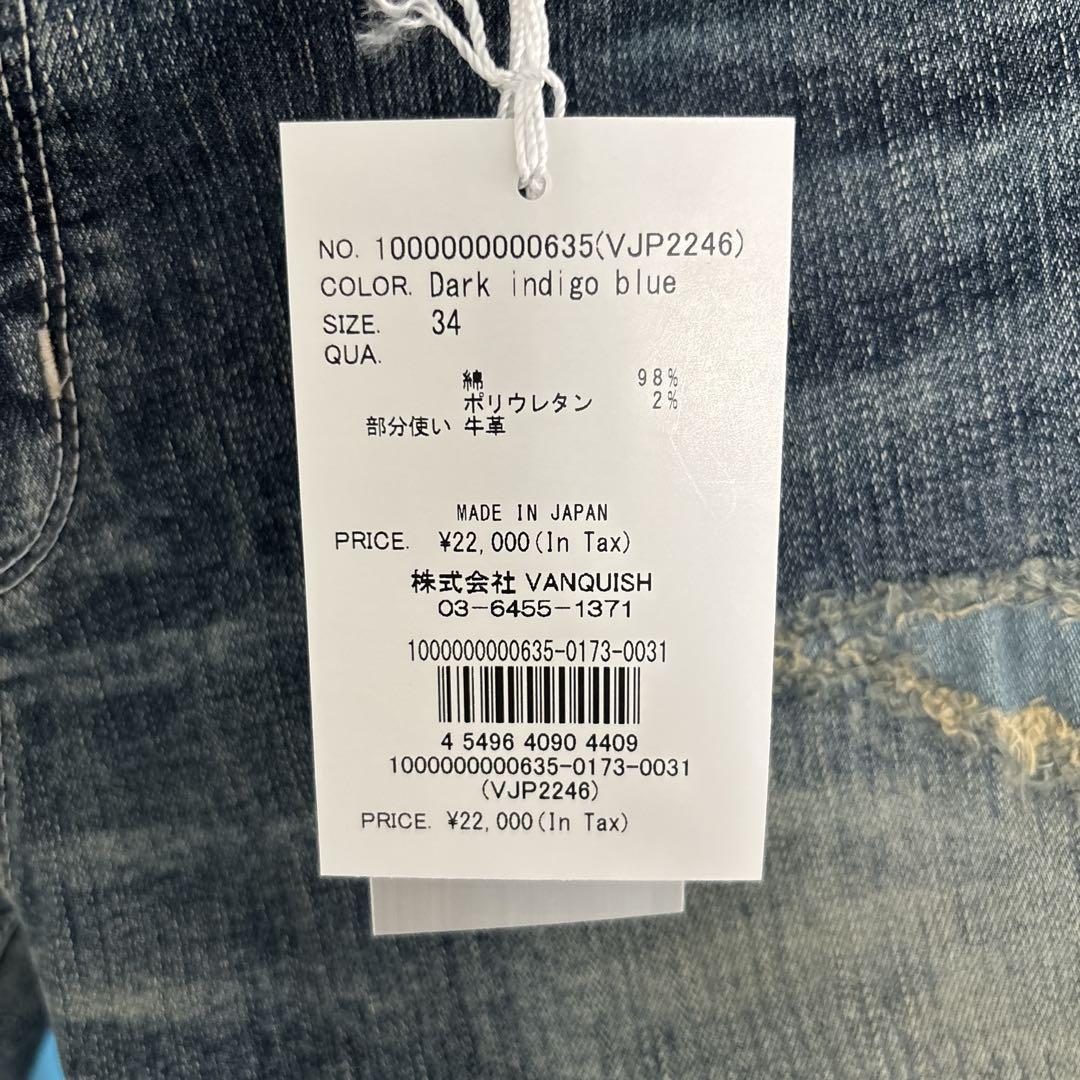 NO. 1000000000635(VJP2246)
COLOR. Dark indigo blue
SIZE. 34
QUA.
綿 98%
ポリウレタン 2%
部分使い 牛革
MADE IN JAPAN
PRICE. ¥22,000(In Tax)
株式会社 VANQUISH
03-6455-1371
1000000000635-0173-0031
4 5496 4090 4409
1000000000635-0173-0031
(VJP2246)
PRICE. ¥22,000(In Tax)